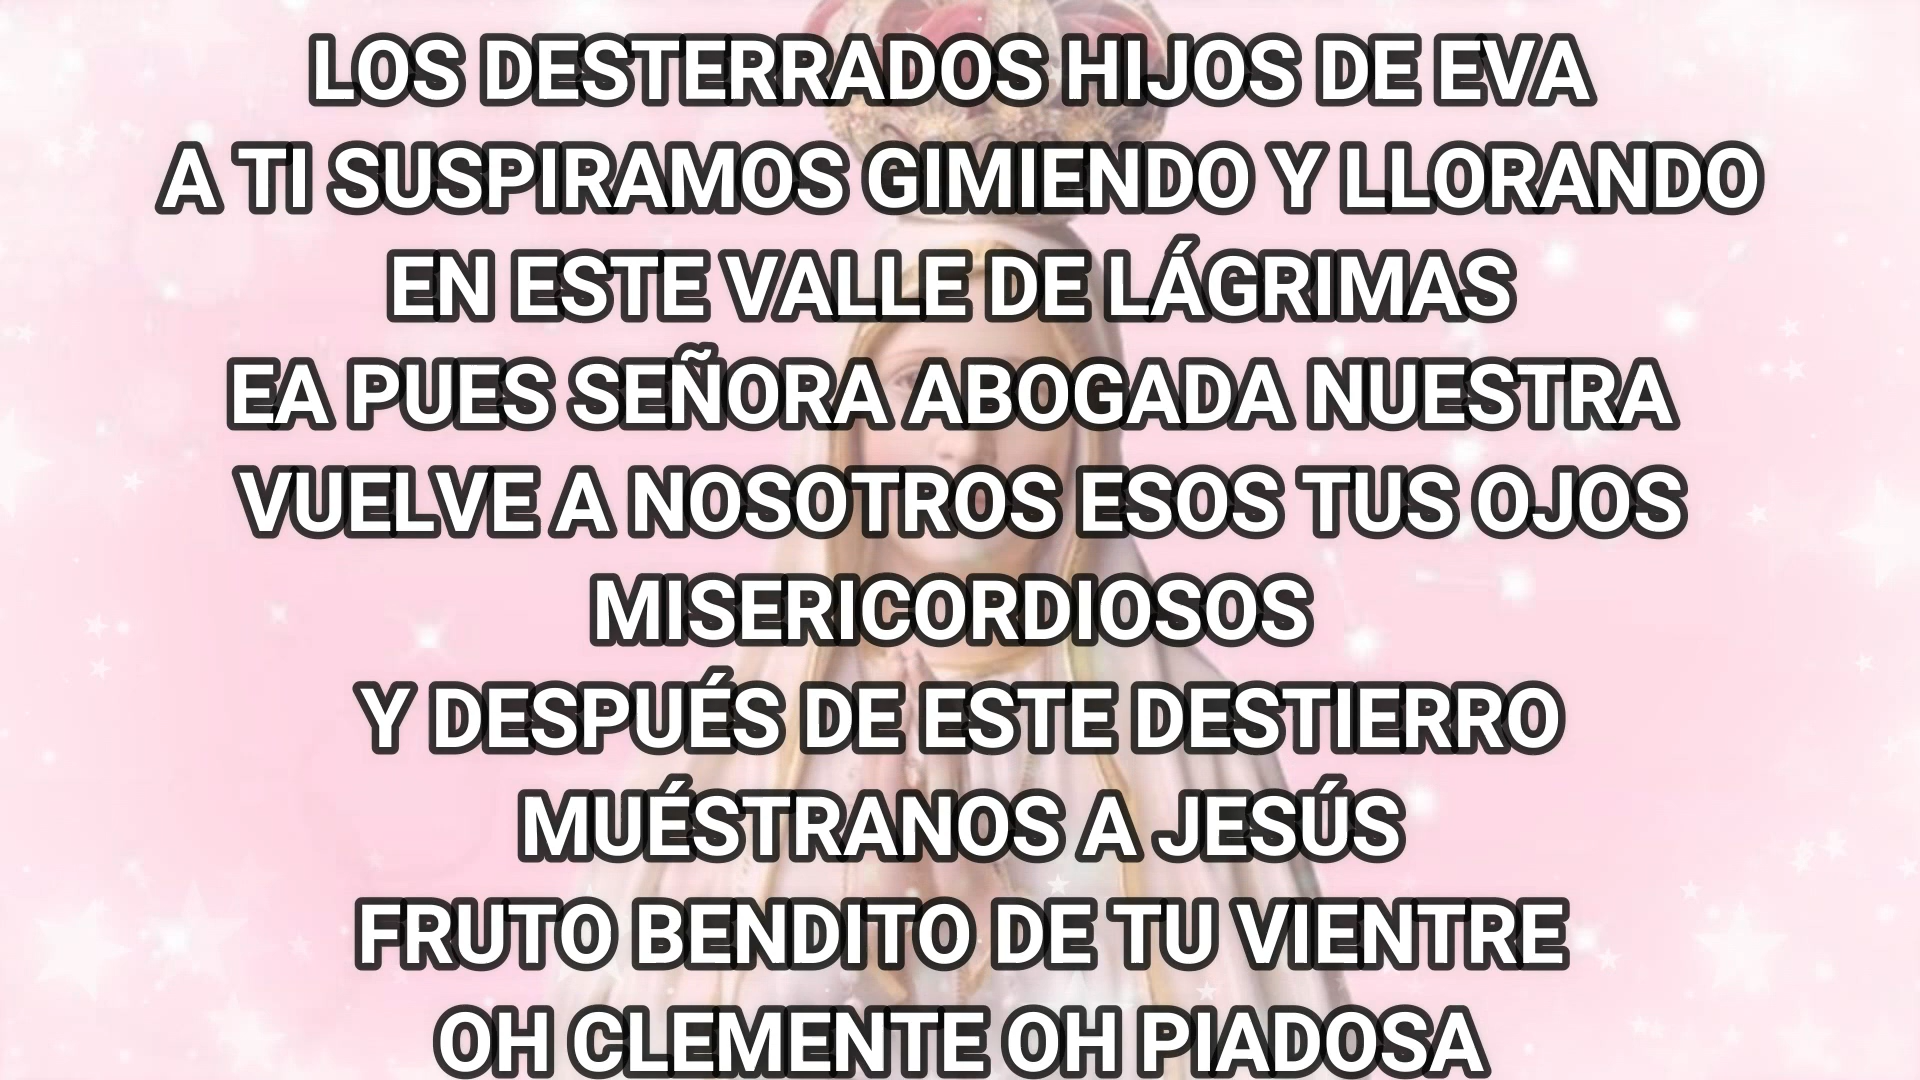 LOS DESTERRADOS HIJOS DE EVA
A TI SUSPIRAMOS GIMIENDO Y LLORANDO
EN ESTE VALLE DE LÁGRIMAS
EA PUES SEÑORA ABOGADA NUESTRA
VUELVE A NOSOTROS ESOS TUS OJOS
MISERICORDIOSOS
Y DESPUÉS DE ESTE DESTIERRO
MUÉSTRANOS A JESÚS
FRUTO BENDITO DE TU VIENTRE
OH CLEMENTE OH PIADOSA